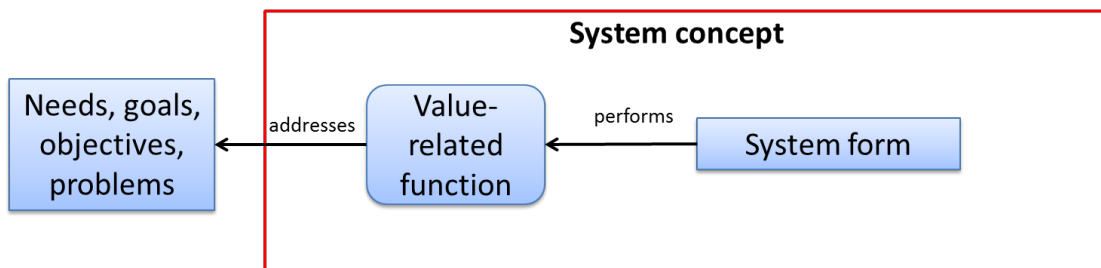 System concept
Needs, goals,
objectives,
problems
addresses
Value-
related
function
performs
System form